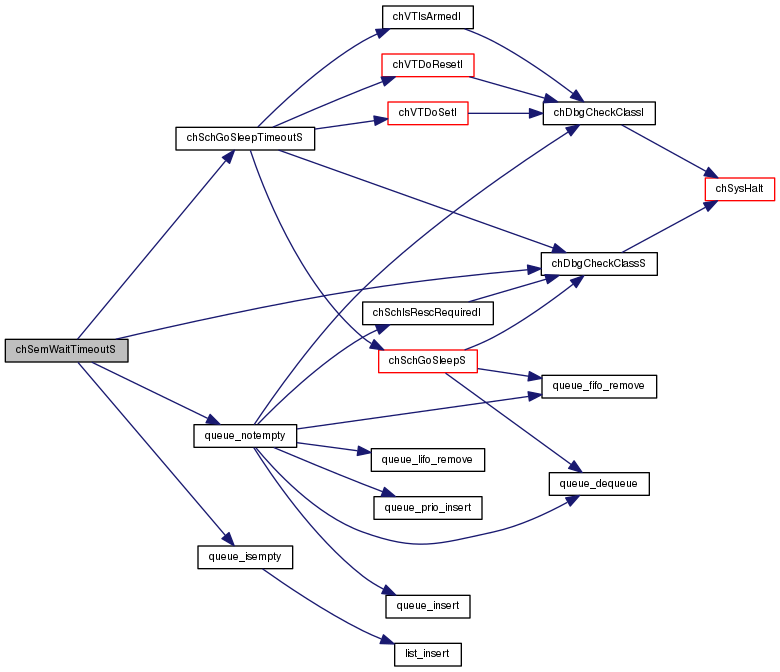 chVTIsArmedI
chVTDoResetI
chVTDoSetI
chDbgCheckClassI
chSchGoSleepTimeoutS
chSysHalt
chDbgCheckClassS
chSchIsRescRequiredI
chSemWaitTimeoutS
chSchGoSleepS
queue_fifo_remove
queue_notempty
queue_lifo_remove
queue_dequeue
queue_prio_insert
queue_isempty
queue_insert
list_insert